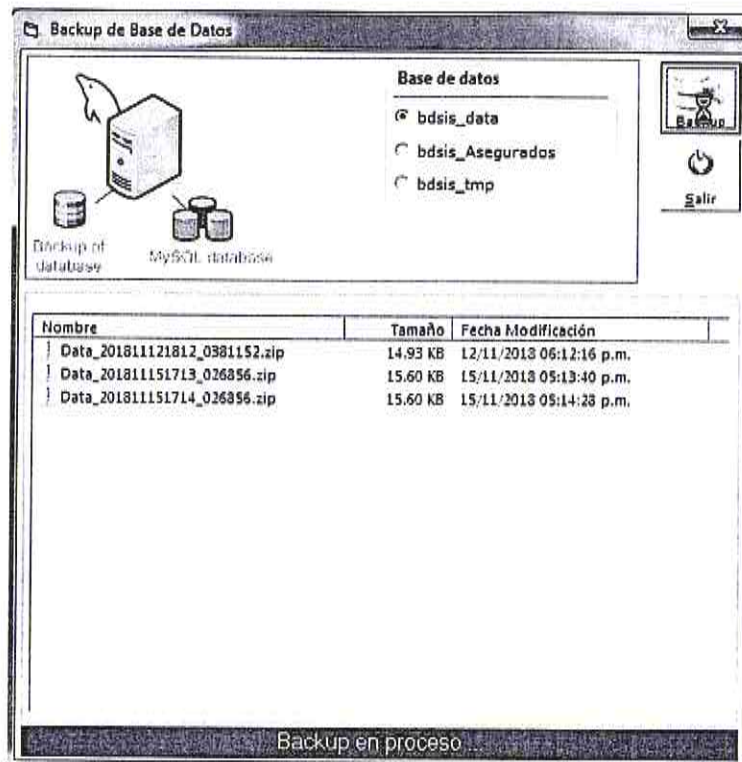 Backup de Base de Datos
Base de datos
bdsis_data
bdsis_Asegurados
bdsis_tmp
Backup
Salir
Backup of
database
MySQL database
Nombre Tamaño Fecha Modificación
Data_201811121812_0381152.zip 14.93 KB 12/11/2018 06:12:16 p.m.
Data_201811151713_026856.zip 15.60 KB 15/11/2018 05:13:40 p.m.
Data_201811151714_026856.zip 15.60 KB 15/11/2018 05:14:28 p.m.
Backup en proceso ...